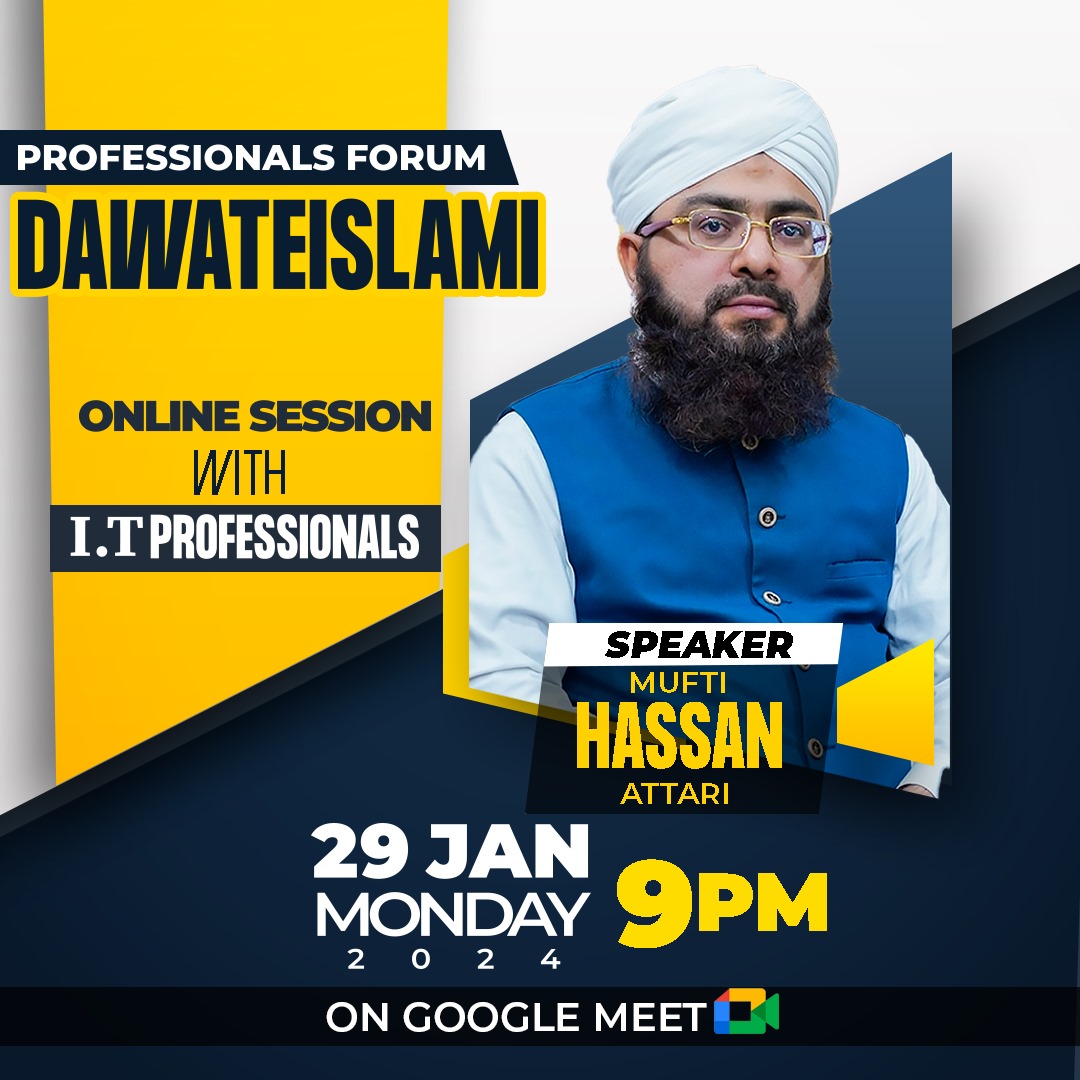 PROFESSIONALS FORUM
DAWATEISLAMI
ONLINE SESSION
WITH
I.T PROFESSIONALS
SPEAKER
MUFTI
HASSAN
ATTARI
29 JAN
MONDAY
2024
9PM
ON GOOGLE MEET